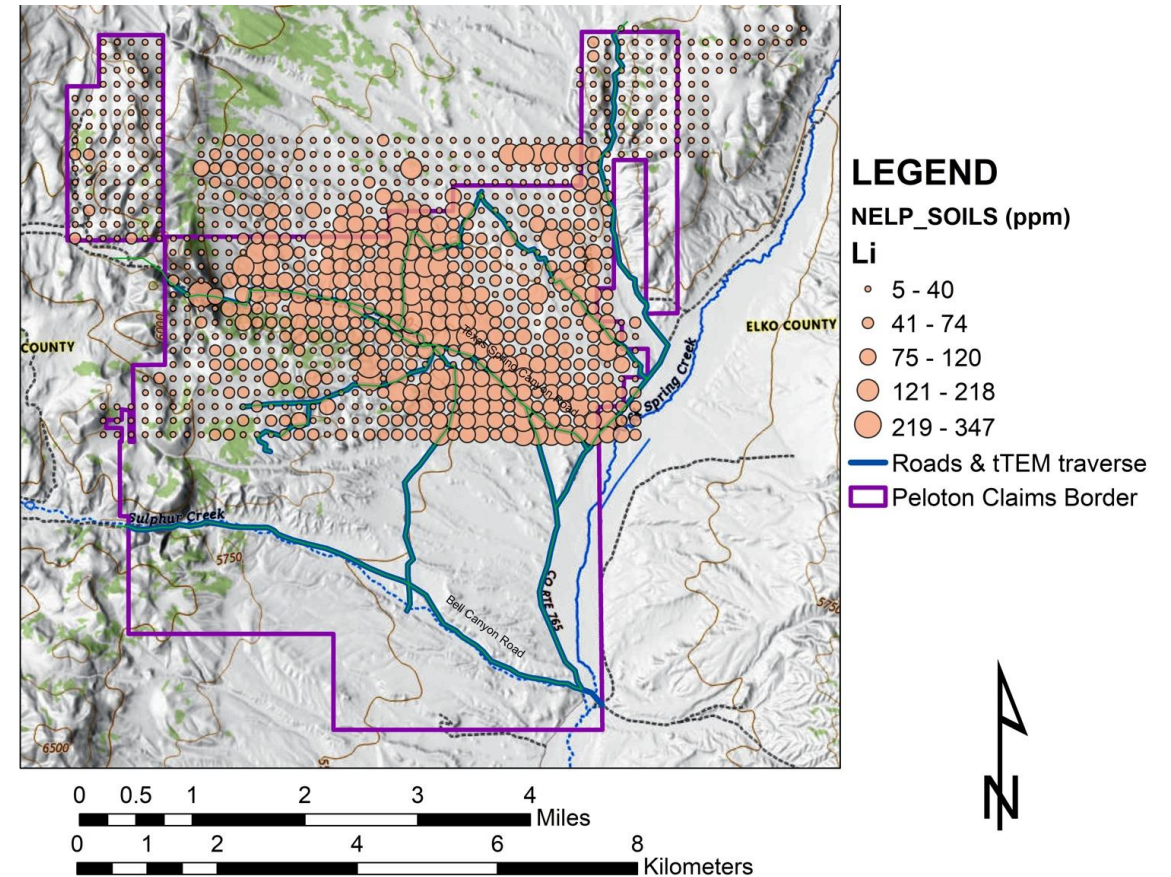 COUNTY
6000
Texas Spring Canyon Road
ELKO COUNTY
Spring Creek
Sulphur Creek
5750
Bell Canyon Road
CO RTE 765
5750
6500
LEGEND
NELP_SOILS (ppm)
Li
5 - 40
41 - 74
75 - 120
121 - 218
219 - 347
Roads & tTEM traverse
Peloton Claims Border
N
0 0.5 1 2 3 4
Miles
0 1 2 4 6 8
Kilometers